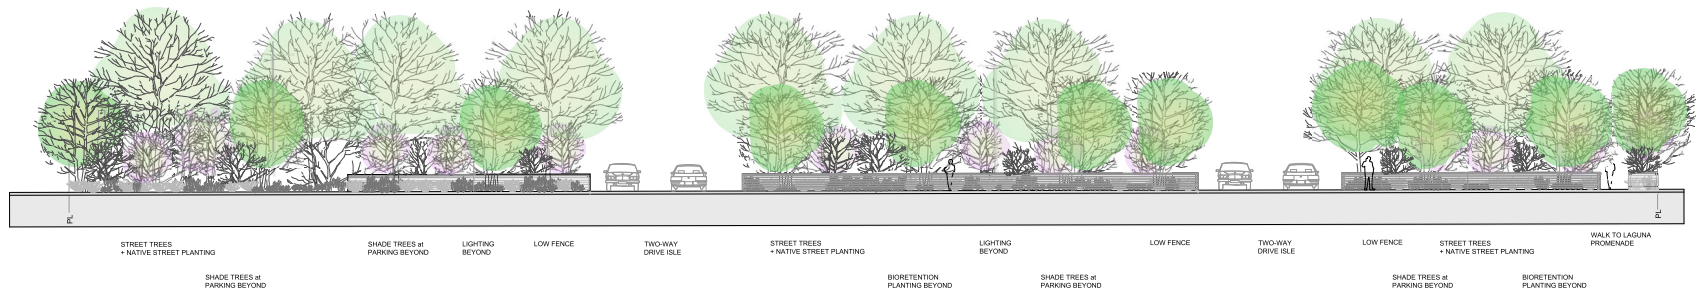 PL
PL
STREET TREES
+ NATIVE STREET PLANTING
SHADE TREES at
PARKING BEYOND
SHADE TREES at
PARKING BEYOND
LIGHTING
BEYOND
LOW FENCE
TWO-WAY
DRIVE ISLE
STREET TREES
+ NATIVE STREET PLANTING
BIORETENTION
PLANTING BEYOND
LIGHTING
BEYOND
SHADE TREES at
PARKING BEYOND
LOW FENCE
TWO-WAY
DRIVE ISLE
LOW FENCE
SHADE TREES at
PARKING BEYOND
STREET TREES
+ NATIVE STREET PLANTING
BIORETENTION
PLANTING BEYOND
WALK TO LAGUNA
PROMENADE